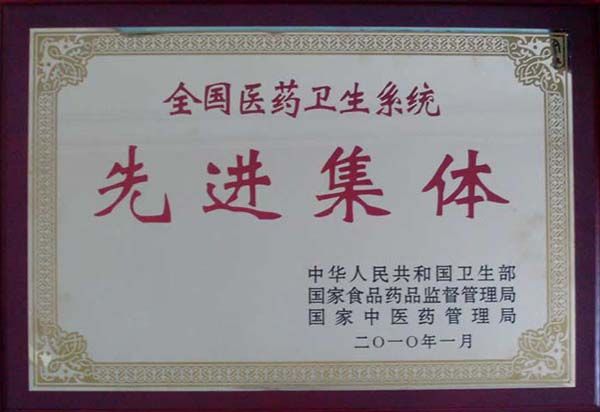 全国医药卫生系统
先进集体
中华人民共和国卫生部
国家食品药品监督管理局
国家中医药管理局
二〇一〇年一月